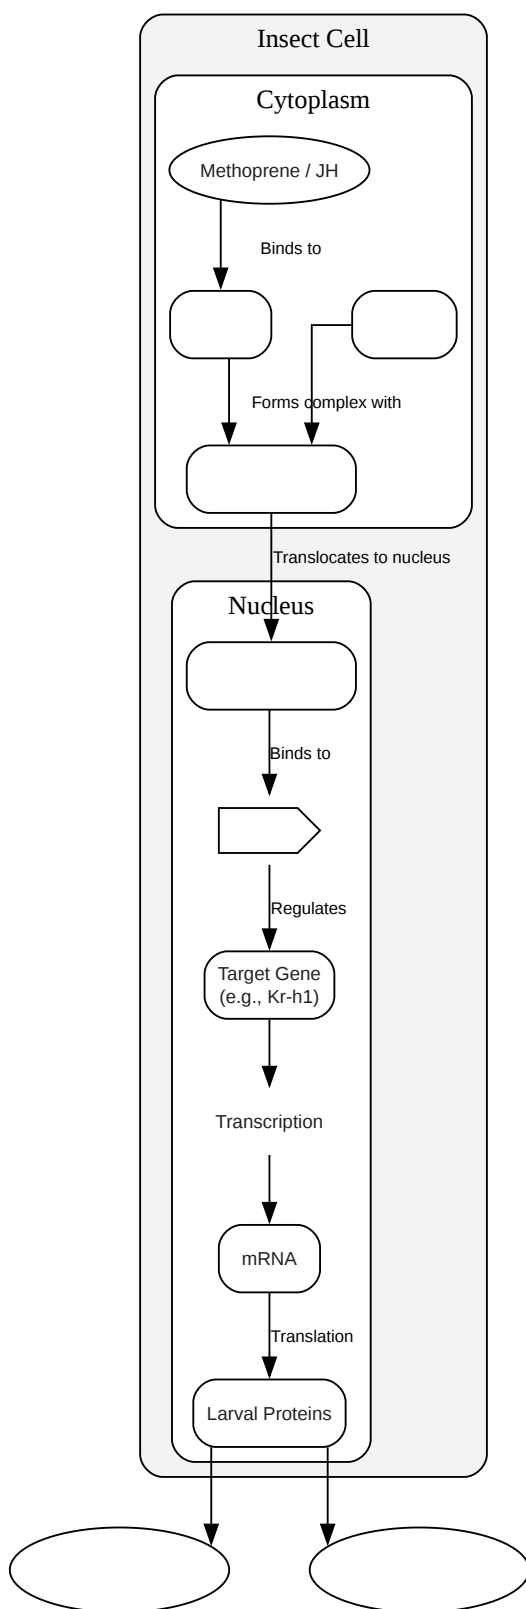 Insect Cell
Cytoplasm
Methoprene / JH
Binds to
Forms complex with
Translocates to nucleus
Nucleus
Binds to
Regulates
Target Gene
(e.g., Kr-h1)
Transcription
mRNA
Translation
Larval Proteins